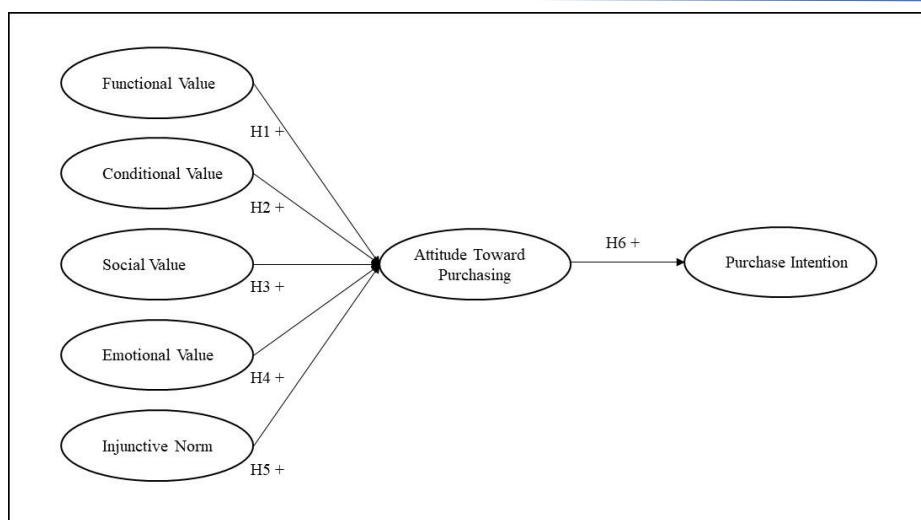 Functional Value
H1 +
Conditional Value
H2 +
Social Value
H3 +
Emotional Value
H4 +
Injunctive Norm
H5 +
Attitude Toward
Purchasing
H6 +
Purchase Intention